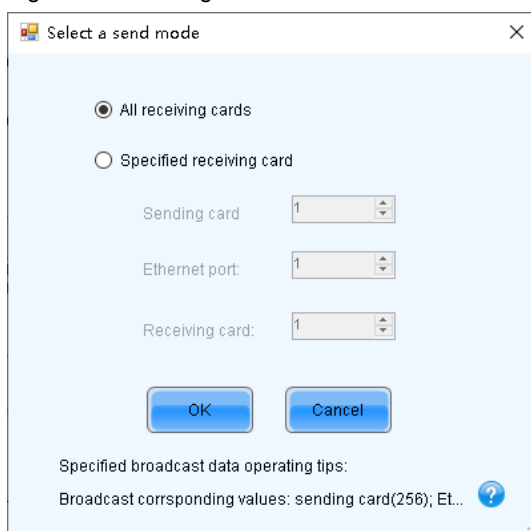 Select a send mode
All receiving cards
Specified receiving card
Sending card 1
Ethernet port: 1
Receiving card: 1
OK Cancel
Specified broadcast data operating tips:
Broadcast corrsponding values: sending card(256); Et...